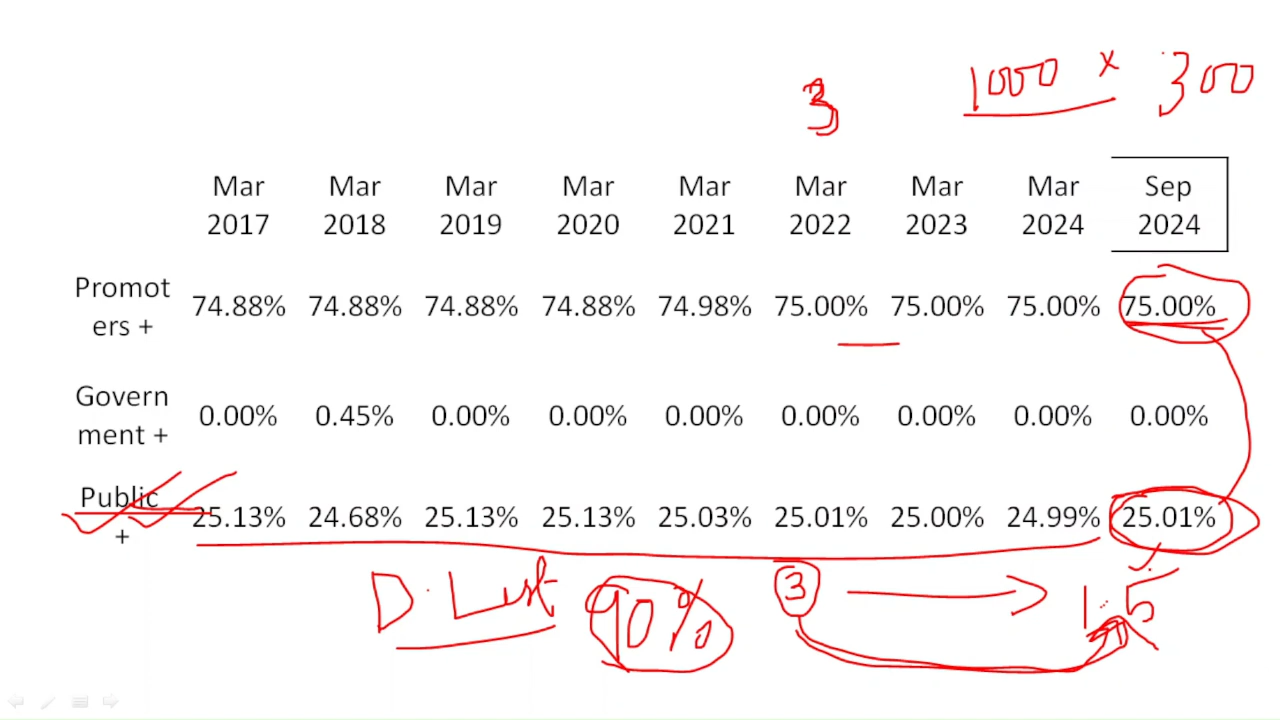 1000 × 300
3
Mar 2017 Mar 2018 Mar 2019 Mar 2020 Mar 2021 Mar 2022 Mar 2023 Mar 2024 Sep 2024
Promot
ers + 74.88% 74.88% 74.88% 74.88% 74.98% 75.00% 75.00% 75.00% 75.00%
Govern
ment + 0.00% 0.45% 0.00% 0.00% 0.00% 0.00% 0.00% 0.00% 0.00%
Public
+ 25.13% 24.68% 25.13% 25.13% 25.03% 25.01% 25.00% 24.99% 25.01%
D. List 90% 3 → 1.5